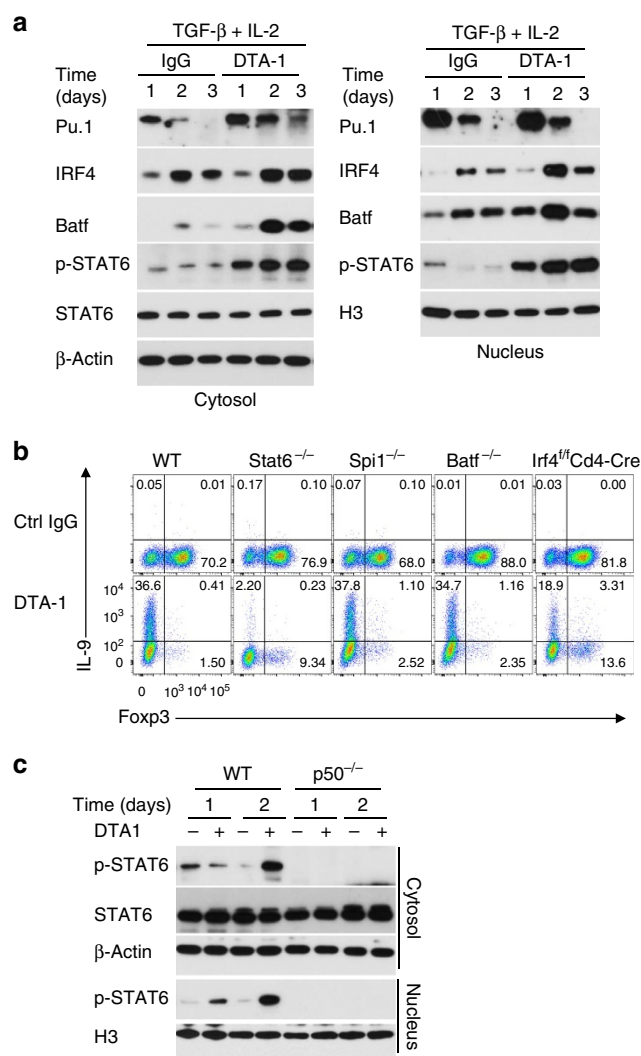 a
TGF-β + IL-2
IgG DTA-1
Time
(days)
1 2 3 1 2 3
Pu.1
IRF4
Batf
p-STAT6
STAT6
β-Actin
Cytosol
TGF-β + IL-2
IgG DTA-1
Time
(days)
1 2 3 1 2 3
Pu.1
IRF4
Batf
p-STAT6
H3
Nucleus
b
WT Stat6−/− Spi1−/− Batf−/− Irf4f/fCd4-Cre
Ctrl IgG
0.05 0.01 0.17 0.10 0.07 0.10 0.01 0.01 0.03 0.00
70.2 76.9 68.0 88.0 81.8
DTA-1
36.6 0.41 2.20 0.23 37.8 1.10 34.7 1.16 18.9 3.31
1.50 9.34 2.52 2.35 13.6
10⁴
10³
10²
0
IL-9
0 10³ 10⁴ 10⁵
Foxp3
c
WT p50−/−
Time (days) 1 2 1 2
DTA1 − + − + − + − +
p-STAT6
STAT6
β-Actin
Cytosol
p-STAT6
H3
Nucleus